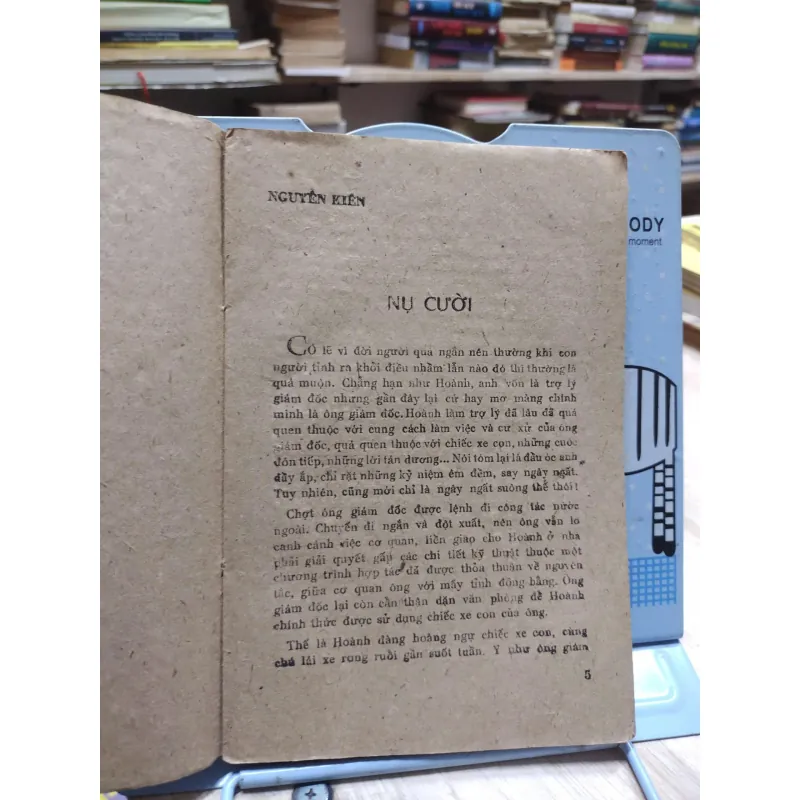 NGUYỄN KIÊN
NỤ CƯỜI
Có lẽ vì đời người quá ngắn nên thường khi con
người tỉnh ra khỏi điều nhầm lẫn nào đó thì thường là
quá muộn. Chẳng hạn như Hoành, anh vốn là trợ lý
giám đốc nhưng gần đây lại cứ hay mơ màng chính
mình là ông giám đốc. Hoành làm trợ lý đã lâu đã quá
quen thuộc với cung cách làm việc và cư xử của ông
giám đốc, quá quen thuộc với chiếc xe con, những cuộc
đón tiếp, những lời tán dương... Nói tóm lại là đầu óc anh
đầy ắp, chỉ rặt những kỷ niệm êm đềm, say ngây ngất.
Tuy nhiên, cũng mới chỉ là ngây ngất suông thế thôi!
Chợt ông giám đốc được lệnh đi công tác nước
ngoài. Chuyến đi ngắn và đột xuất, nên ông vẫn lo
canh cánh việc cơ quan, liền giao cho Hoành ở nhà
phải giải quyết gấp các chi tiết kỹ thuật thuộc một
chương trình hợp tác đã được thỏa thuận về nguyên
tắc, giữa cơ quan ông với mấy tỉnh đồng bằng. Ông
giám đốc lại còn cẩn thận dặn văn phòng để Hoành
chính thức được sử dụng chiếc xe con của ông.
Thế là Hoành đàng hoàng ngự chiếc xe con, cùng
chú lái xe rong ruổi gần suốt tuần. Y như ông giám
5
ODY
moment